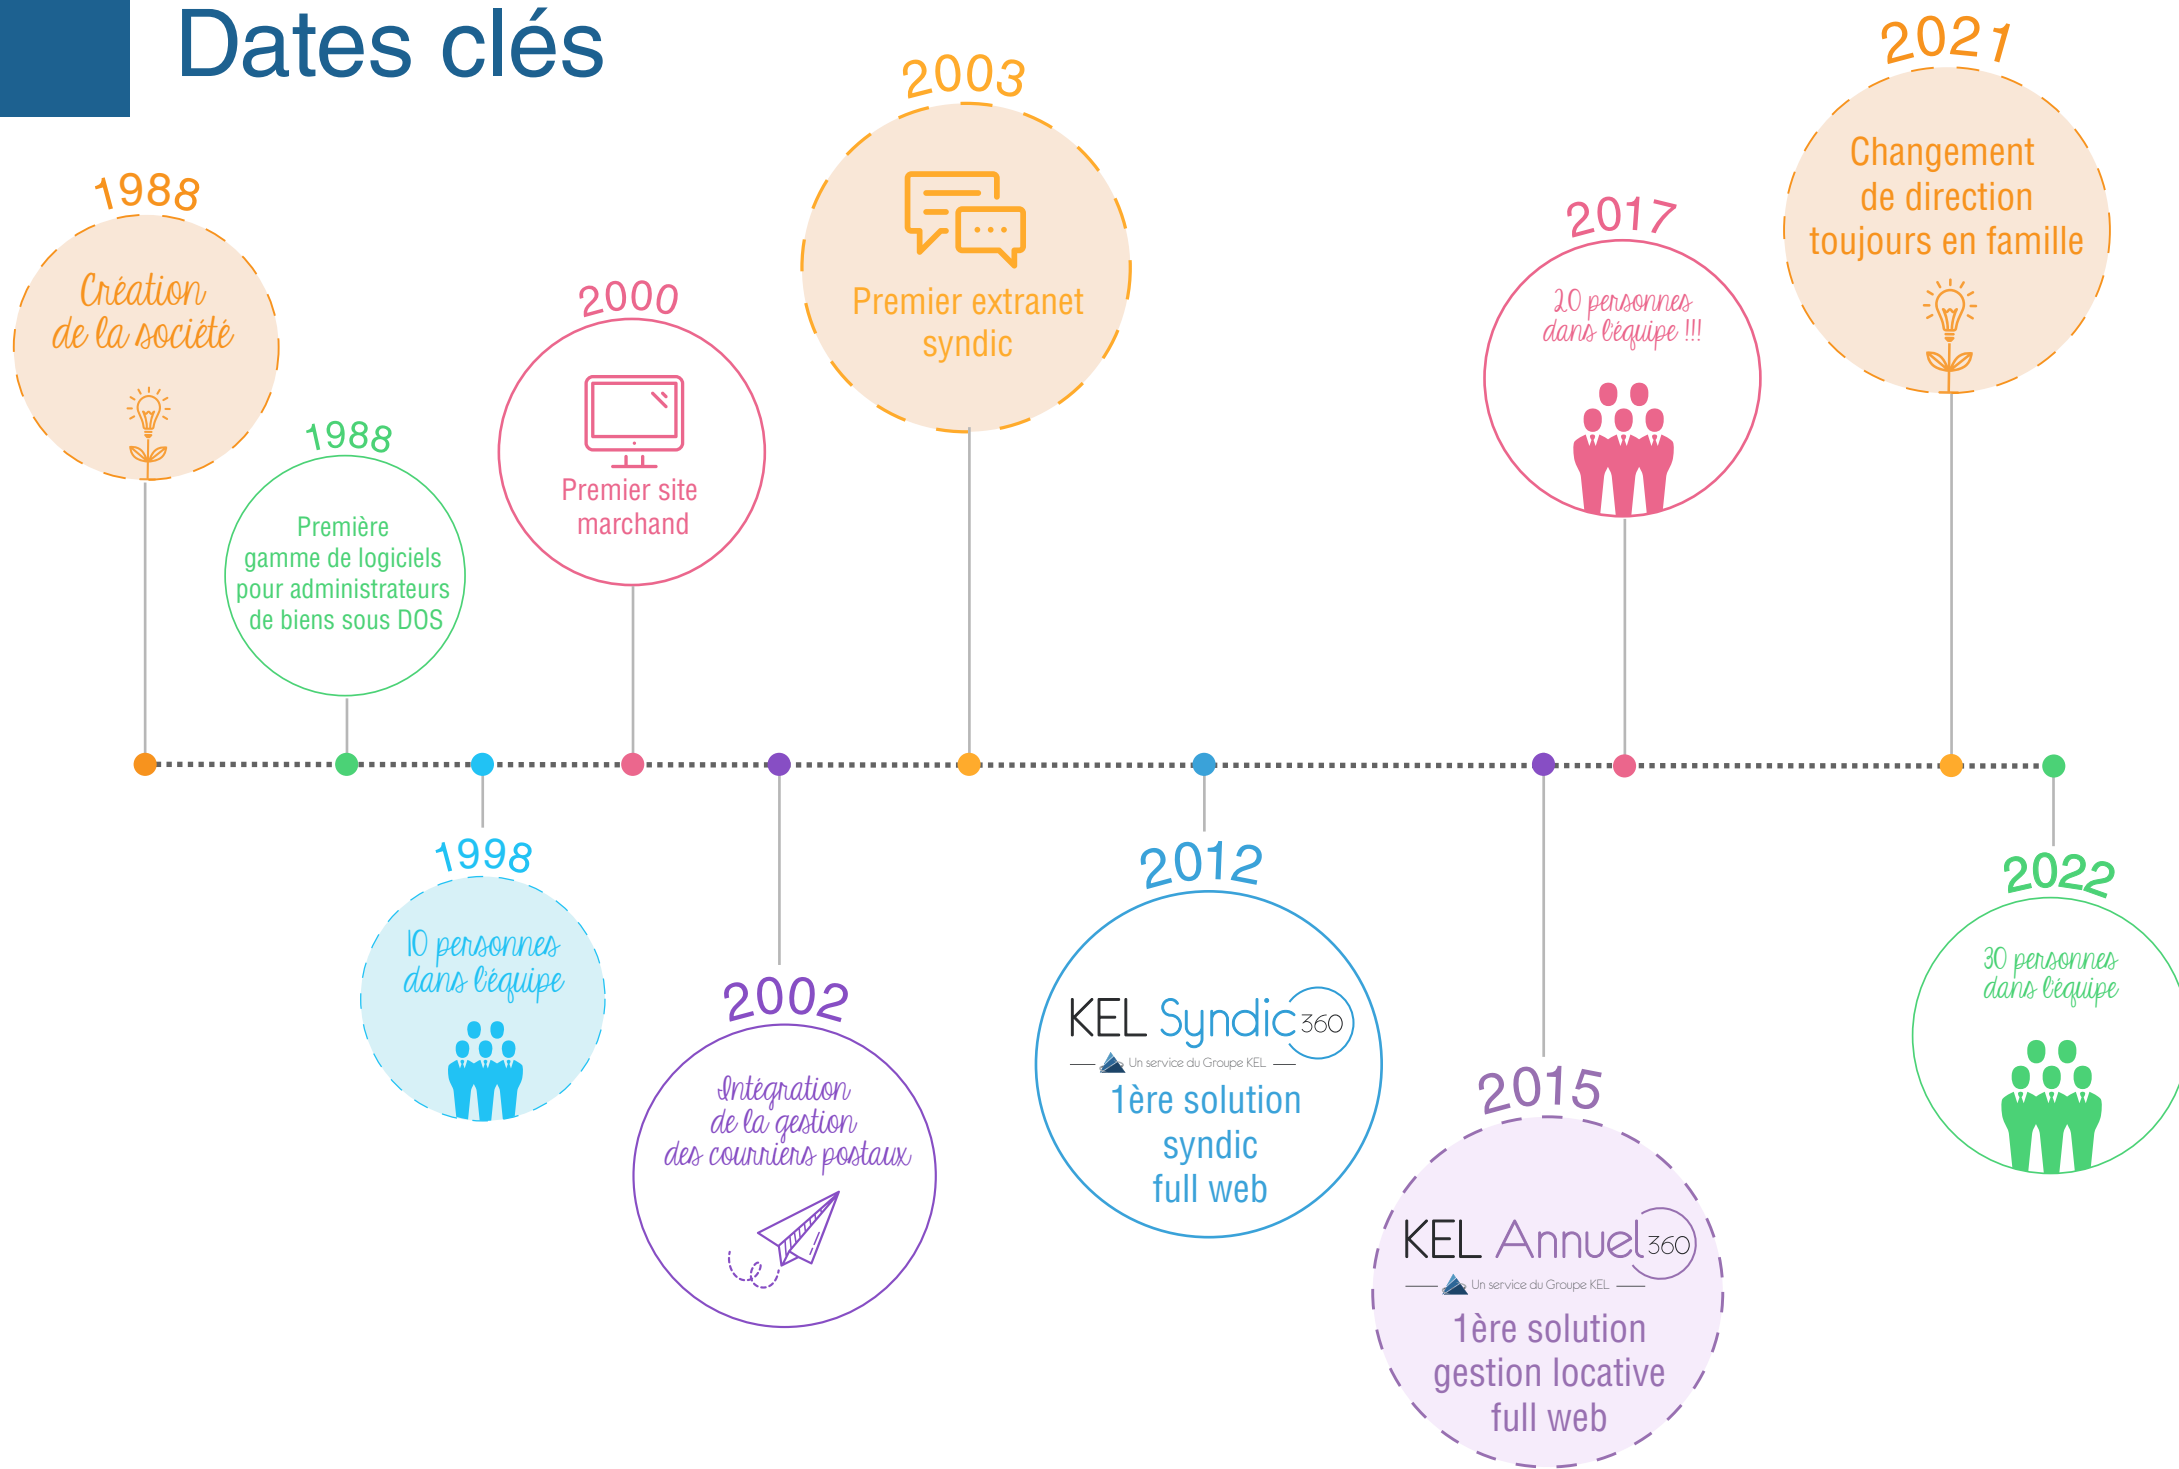 Dates clés
1988
Création
de la société
1988
Première
gamme de logiciels
pour administrateurs
de biens sous DOS
1998
10 personnes
dans l'équipe
2000
Premier site
marchand
2002
Intégration
de la gestion
des courriers postaux
2003
Premier extranet
syndic
2012
KEL Syndic 360
Un service du Groupe KEL
1ère solution
syndic
full web
2015
KEL Annuel 360
Un service du Groupe KEL
1ère solution
gestion locative
full web
2017
20 personnes
dans l'équipe !!!
2021
Changement
de direction
toujours en famille
2022
30 personnes
dans l'équipe